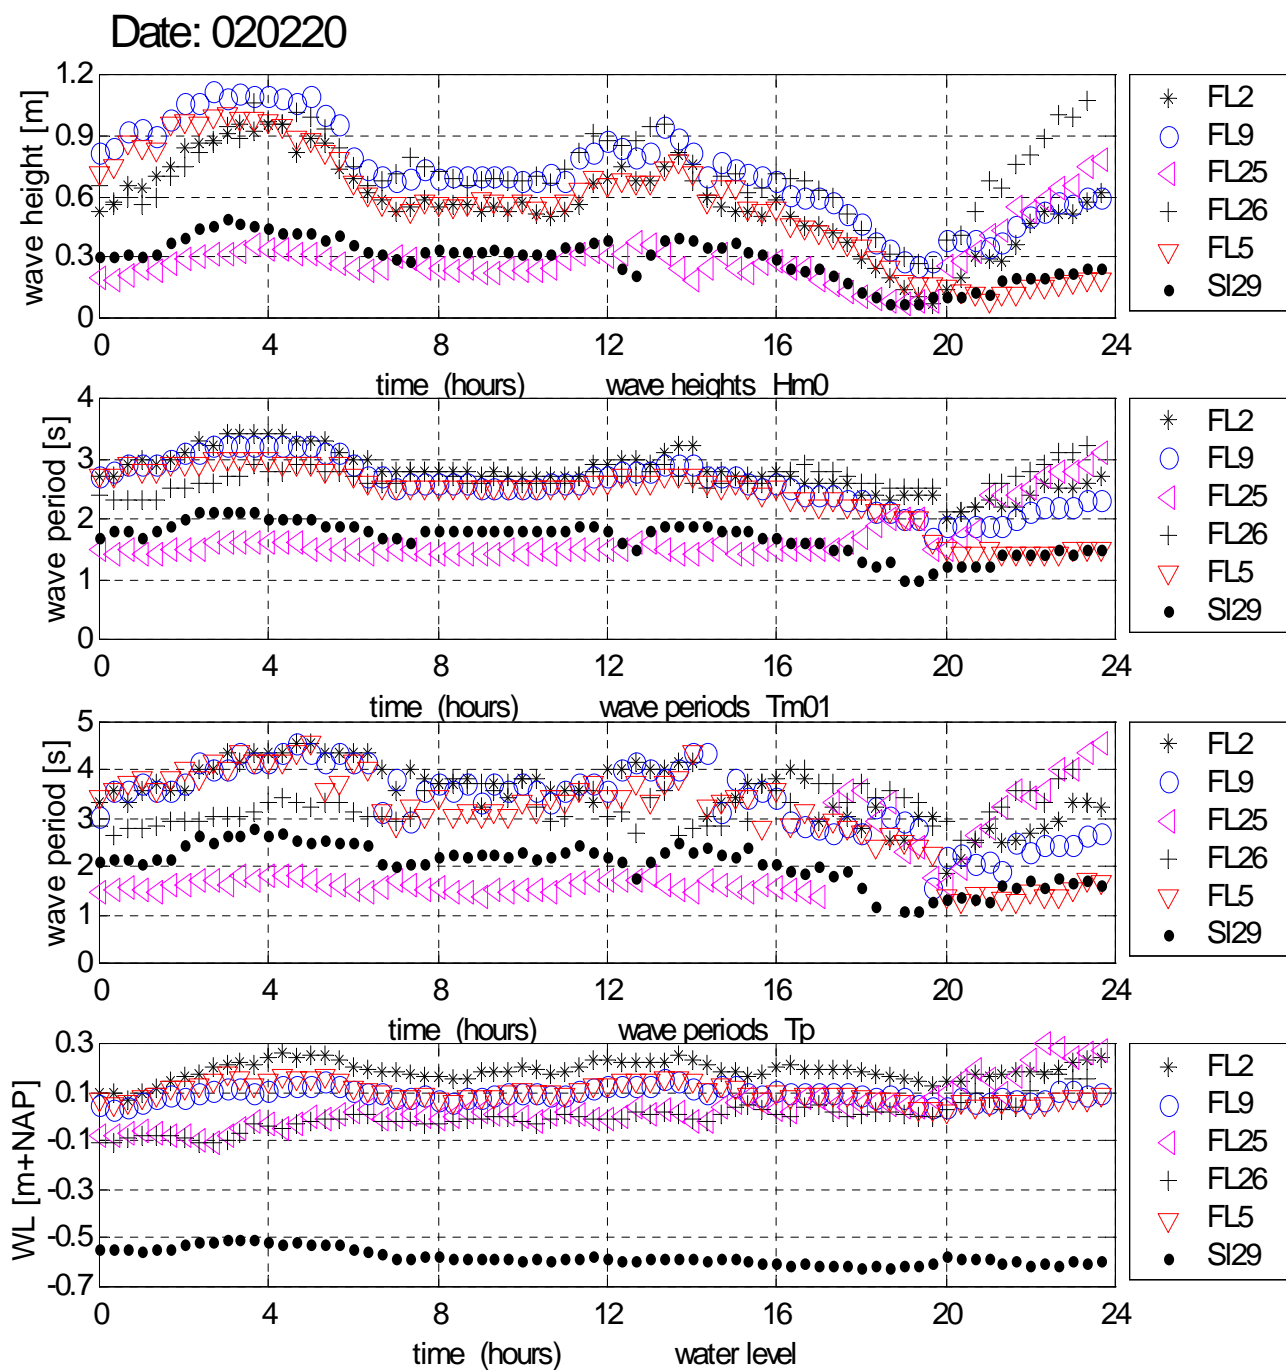 Date: 020220
wave height [m]
1.2
0.9
0.6
0.3
0
0 4 8 12 16 20 24
time (hours) wave heights Hm0
FL2
FL9
FL25
FL26
FL5
SI29
wave period [s]
4
3
2
1
0
0 4 8 12 16 20 24
time (hours) wave periods Tm01
FL2
FL9
FL25
FL26
FL5
SI29
wave period [s]
5
4
3
2
1
0
0 4 8 12 16 20 24
time (hours) wave periods Tp
FL2
FL9
FL25
FL26
FL5
SI29
WL [m+NAP]
0.3
0.1
-0.1
-0.3
-0.5
-0.7
0 4 8 12 16 20 24
time (hours) water level
FL2
FL9
FL25
FL26
FL5
SI29